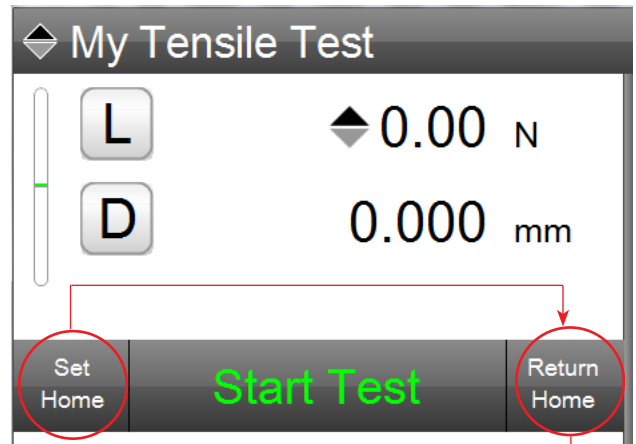 My Tensile Test
L 0.00 N
D 0.000 mm
Set Home
Start Test
Return Home